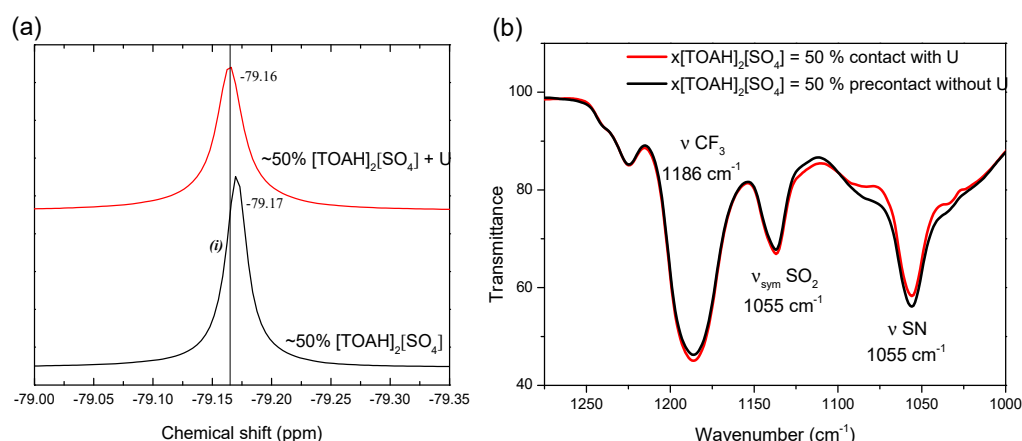 (a)
-79.16
~50% [TOAH]₂[SO₄] + U
-79.17
(i)
~50% [TOAH]₂[SO₄]
-79.00 -79.05 -79.10 -79.15 -79.20 -79.25 -79.30 -79.35
Chemical shift (ppm)
(b)
x[TOAH]₂[SO₄] = 50 % contact with U
x[TOAH]₂[SO₄] = 50 % precontact without U
100
80
60
40
Transmittance
ν CF₃
1186 cm⁻¹
νsym SO₂
1055 cm⁻¹
ν SN
1055 cm⁻¹
1250 1200 1150 1100 1050 1000
Wavenumber (cm⁻¹)